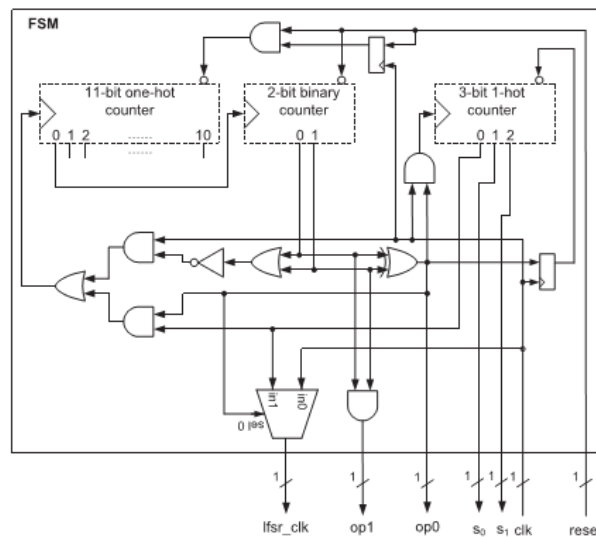 FSM
11-bit one-hot counter
2-bit binary counter
3-bit 1-hot counter
0 1 2 ...... 10
0 1
0 1 2
in1
in0
sel 0
1 1 1 1 1 1 1
lfsr_clk op1 op0 s0 s1 clk rese